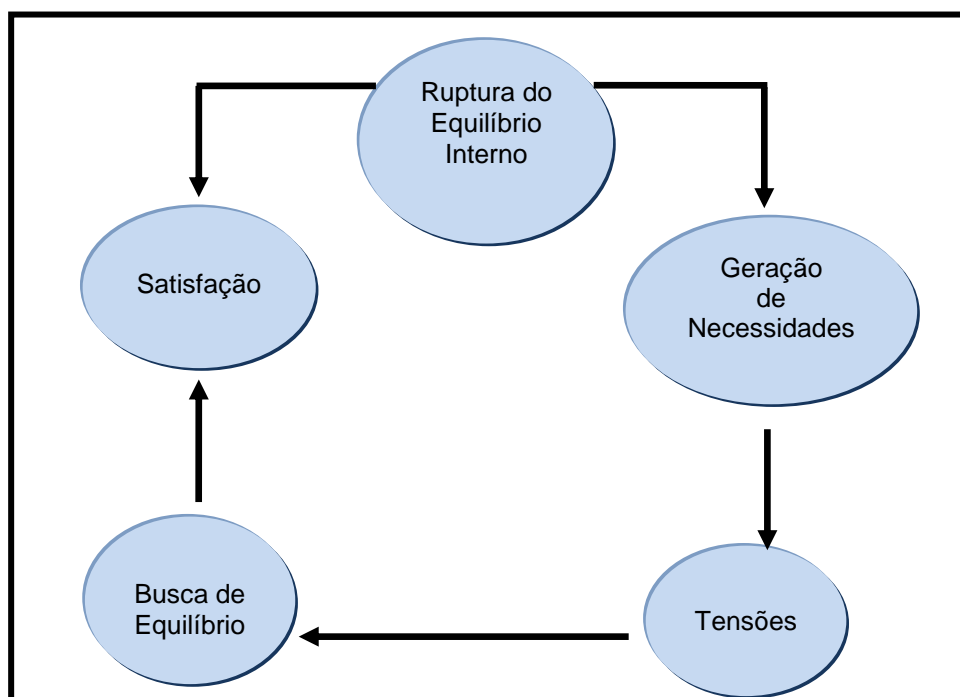 Ruptura do
Equilíbrio
Interno
Satisfação
Geração
de
Necessidades
Busca de
Equilíbrio
Tensões